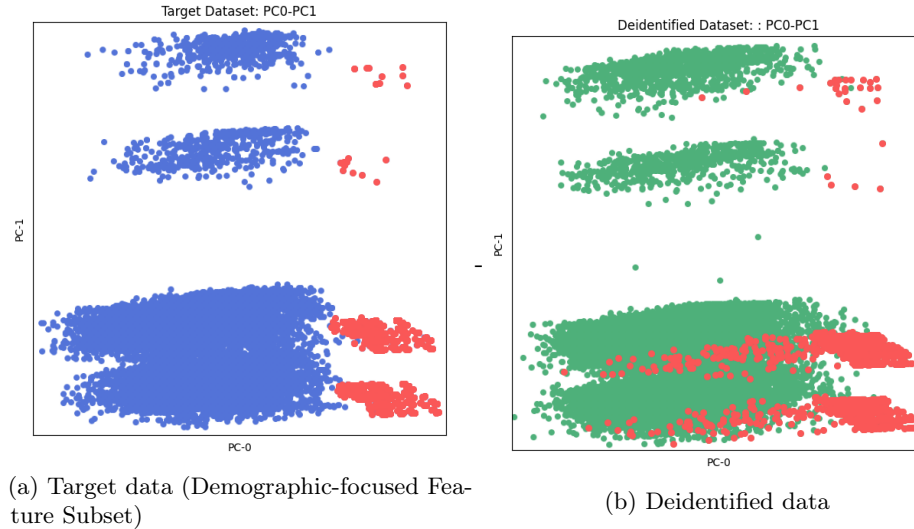 Target Dataset: PC0-PC1
PC-1
PC-0
(a) Target data (Demographic-focused Fea-
ture Subset)
Deidentified Dataset: : PC0-PC1
PC-1
PC-0
(b) Deidentified data